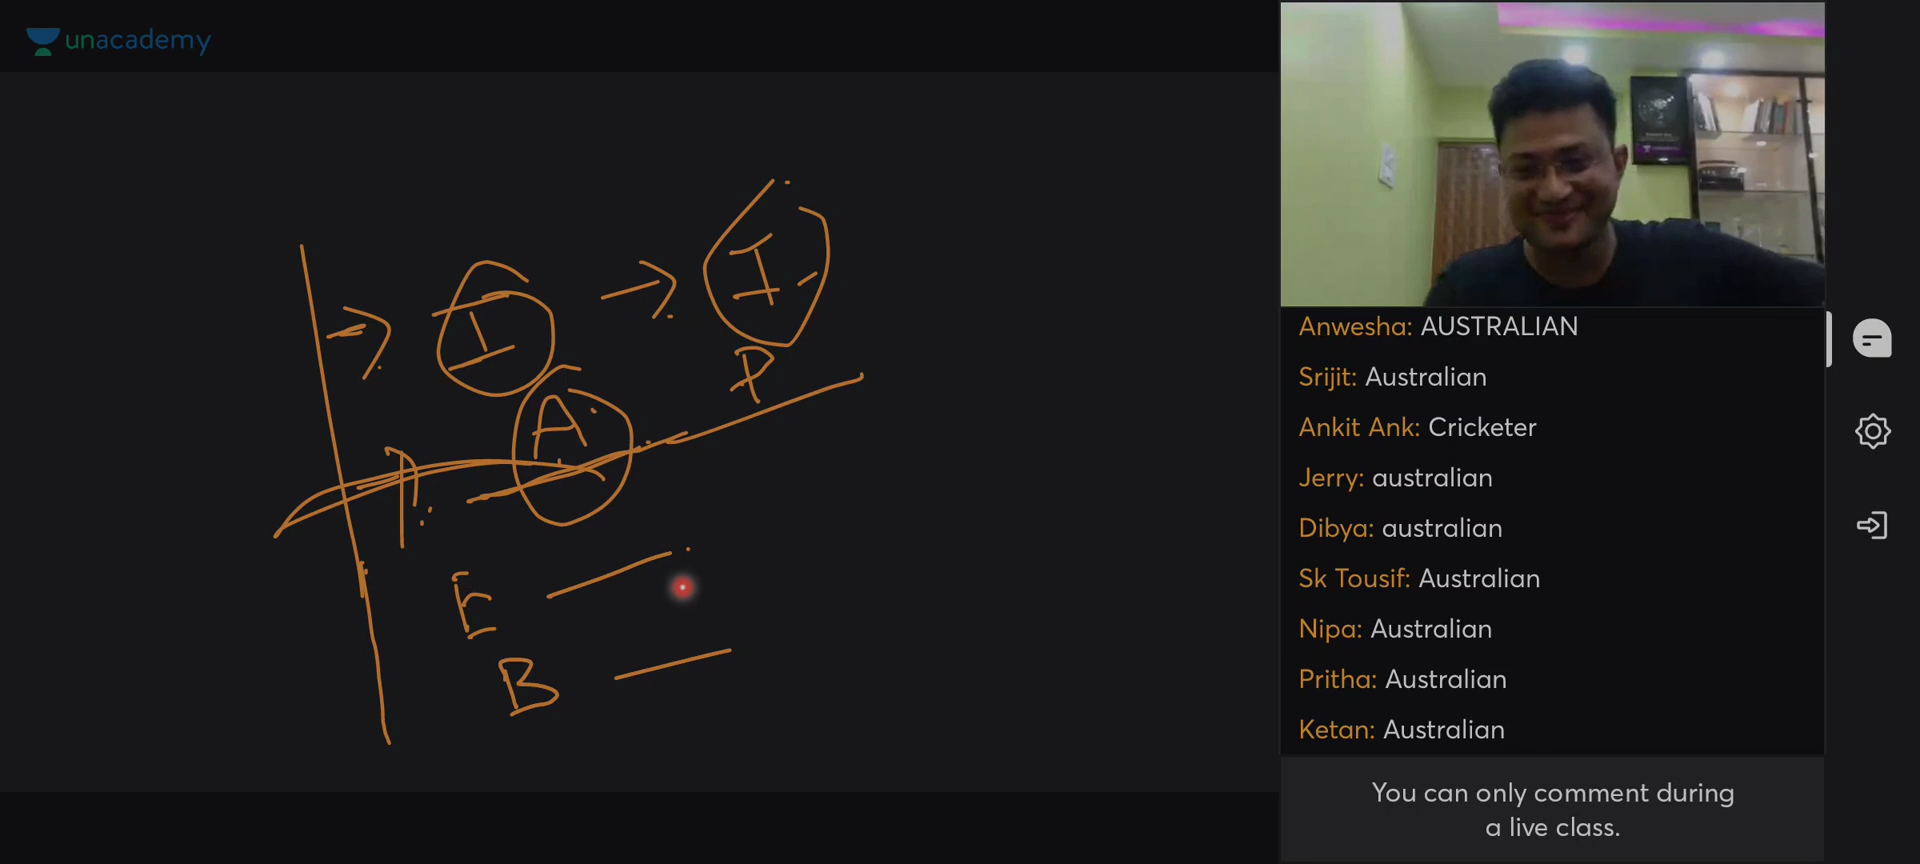 unacademy
I
I
P
A
E
B
Anwesha: AUSTRALIAN
Srijit: Australian
Ankit Ank: Cricketer
Jerry: australian
Dibya: australian
Sk Tousif: Australian
Nipa: Australian
Pritha: Australian
Ketan: Australian
You can only comment during
a live class.